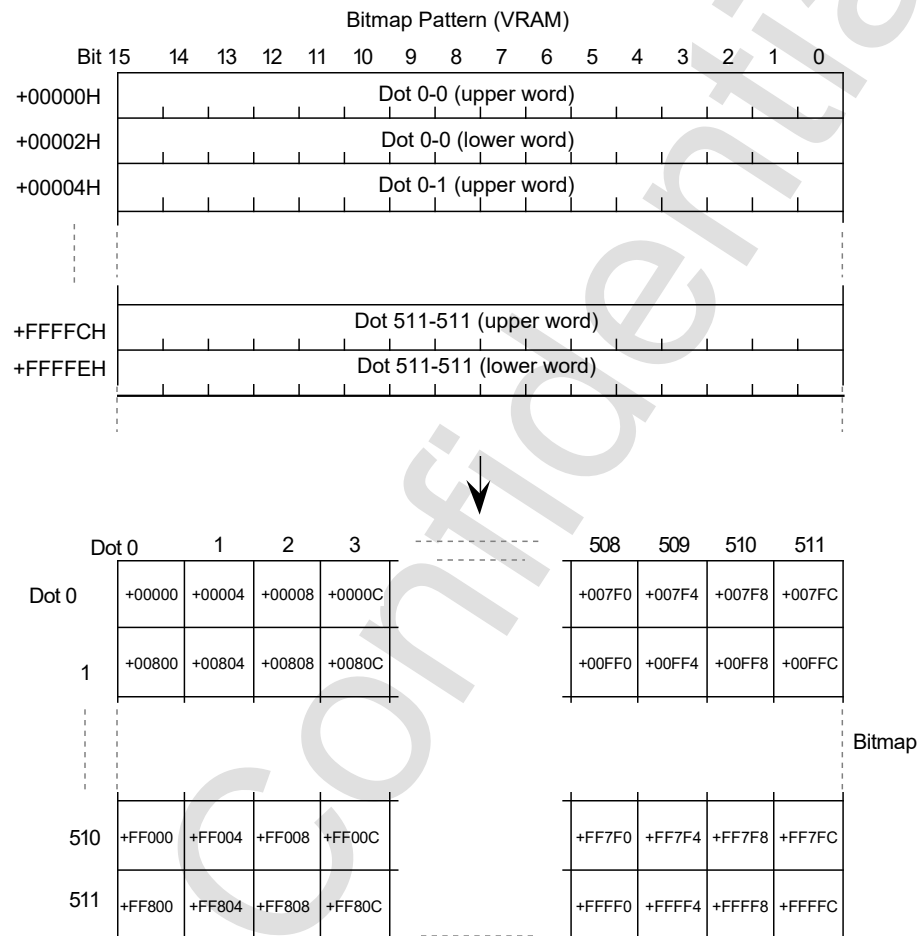 Bitmap Pattern (VRAM)
Bit 15 14 13 12 11 10 9 8 7 6 5 4 3 2 1 0
+00000H Dot 0-0 (upper word)
+00002H Dot 0-0 (lower word)
+00004H Dot 0-1 (upper word)
+FFFFCH Dot 511-511 (upper word)
+FFFFEH Dot 511-511 (lower word)
Dot 0 1 2 3 508 509 510 511
Dot 0 +00000 +00004 +00008 +0000C +007F0 +007F4 +007F8 +007FC
1 +00800 +00804 +00808 +0080C +00FF0 +00FF4 +00FF8 +00FFC
Bitmap
510 +FF000 +FF004 +FF008 +FF00C +FF7F0 +FF7F4 +FF7F8 +FF7FC
511 +FF800 +FF804 +FF808 +FF80C +FFFF0 +FFFF4 +FFFF8 +FFFFC
Confidential